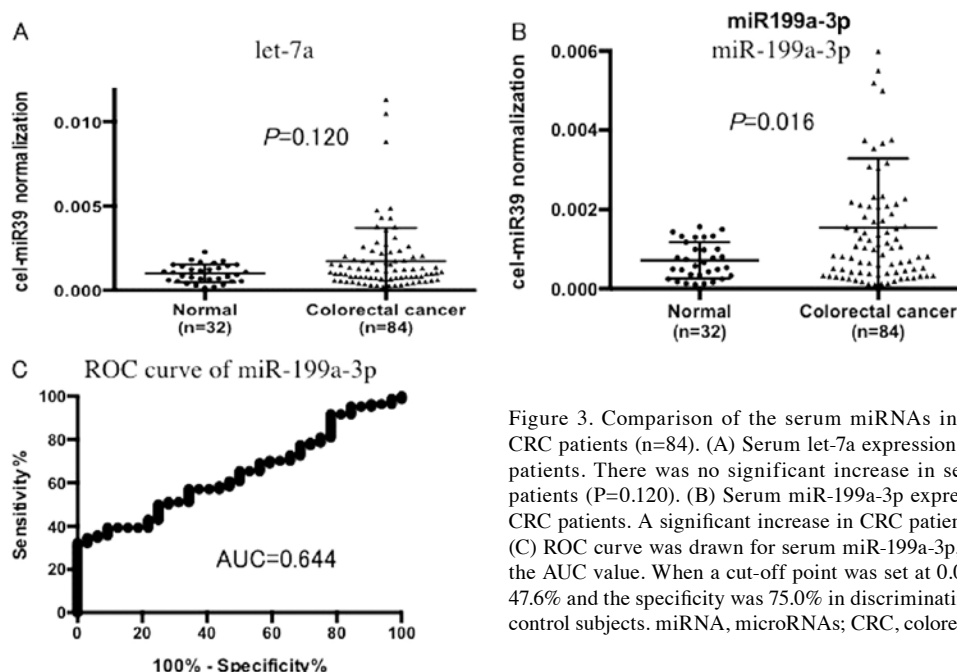 A
let-7a
cel-miR39 normalization
0.010
0.005
0.000
P=0.120
Normal
(n=32)
Colorectal cancer
(n=84)
B
miR199a-3p
miR-199a-3p
cel-miR39 normalization
0.006
0.004
0.002
0.000
P=0.016
Normal
(n=32)
Colorectal cancer
(n=84)
C
ROC curve of miR-199a-3p
Sensitivity%
100
80
60
40
20
0
AUC=0.644
0
20
40
60
80
100
100% - Specificity%
Figure 3. Comparison of the serum miRNAs in
CRC patients (n=84). (A) Serum let-7a expression
patients. There was no significant increase in se
patients (P=0.120). (B) Serum miR-199a-3p expre
CRC patients. A significant increase in CRC patien
(C) ROC curve was drawn for serum miR-199a-3p.
the AUC value. When a cut-off point was set at 0.0
47.6% and the specificity was 75.0% in discriminati
control subjects. miRNA, microRNAs; CRC, colore